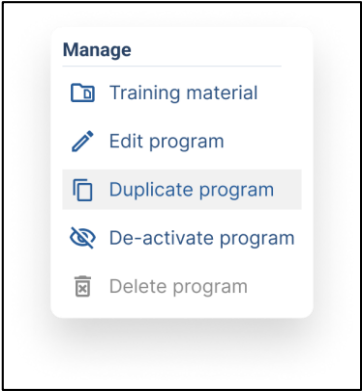 Manage
Training material
Edit program
Duplicate program
De-activate program
Delete program